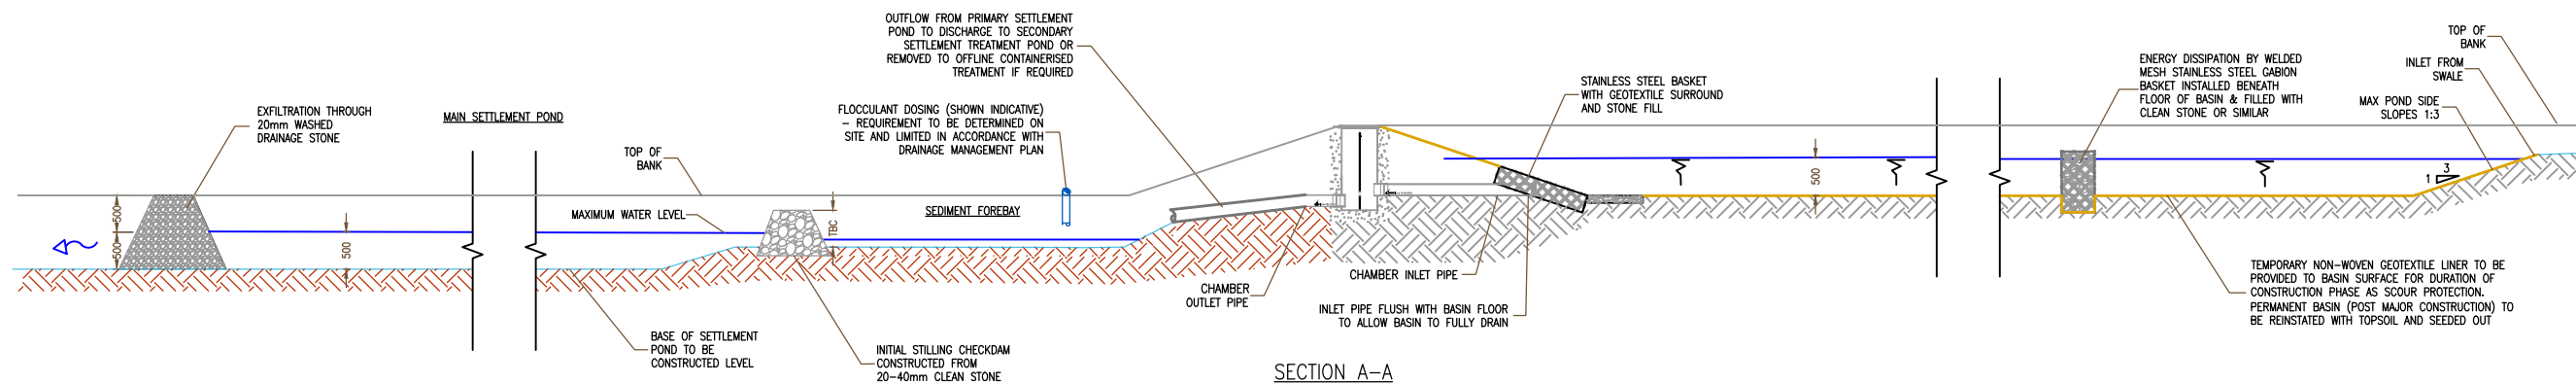 OUTFLOW FROM PRIMARY SETTLEMENT
POND TO DISCHARGE TO SECONDARY
SETTLEMENT TREATMENT POND OR
REMOVED TO OFFLINE CONTAINERISED
TREATMENT IF REQUIRED
EXFILTRATION THROUGH
20mm WASHED
DRAINAGE STONE
MAIN SETTLEMENT POND
FLOCCULANT DOSING (SHOWN INDICATIVE)
- REQUIREMENT TO BE DETERMINED ON
SITE AND LIMITED IN ACCORDANCE WITH
DRAINAGE MANAGEMENT PLAN
TOP OF
BANK
MAXIMUM WATER LEVEL
SEDIMENT FOREBAY
500
500
500
TBC
BASE OF SETTLEMENT
POND TO BE
CONSTRUCTED LEVEL
INITIAL STILLING CHECKDAM
CONSTRUCTED FROM
20-40mm CLEAN STONE
CHAMBER
OUTLET PIPE
CHAMBER INLET PIPE
INLET PIPE FLUSH WITH BASIN FLOOR
TO ALLOW BASIN TO FULLY DRAIN
STAINLESS STEEL BASKET
WITH GEOTEXTILE SURROUND
AND STONE FILL
500
ENERGY DISSIPATION BY WELDED
MESH STAINLESS STEEL GABION
BASKET INSTALLED BENEATH
FLOOR OF BASIN & FILLED WITH
CLEAN STONE OR SIMILAR
TOP OF
BANK
INLET FROM
SWALE
MAX POND SIDE
SLOPES 1:3
3
1
TEMPORARY NON-WOVEN GEOTEXTILE LINER TO BE
PROVIDED TO BASIN SURFACE FOR DURATION OF
CONSTRUCTION PHASE AS SCOUR PROTECTION.
PERMANENT BASIN (POST MAJOR CONSTRUCTION) TO
BE REINSTATED WITH TOPSOIL AND SEEDED OUT
SECTION A-A